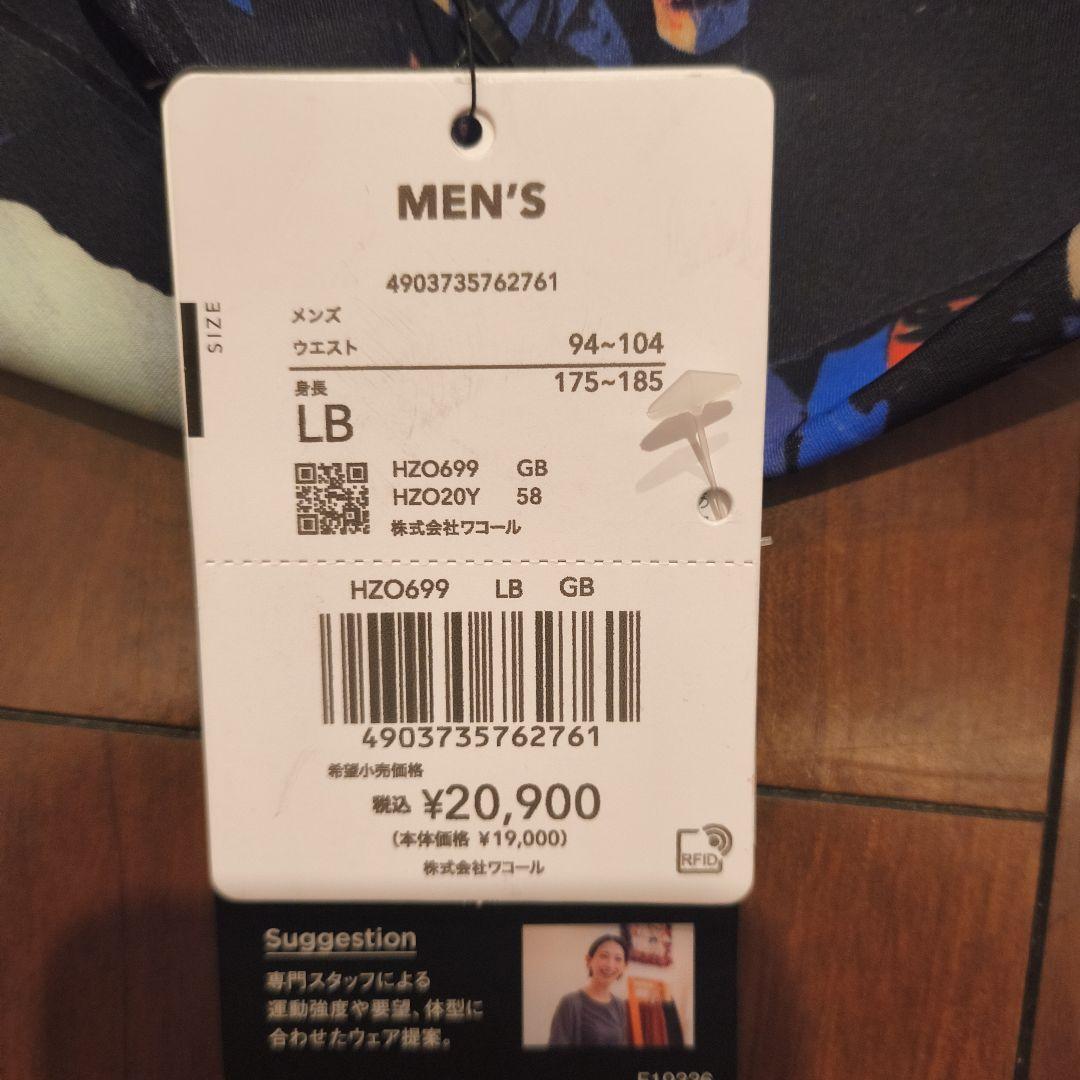 MEN'S
4903735762761
SIZE
メンズ
ウエスト 94~104
身長 175~185
LB
HZO699 GB
HZO20Y 58
株式会社ワコール
HZO699 LB GB
4903735762761
希望小売価格
税込 ¥20,900
(本体価格 ¥19,000)
株式会社ワコール
RFID
Suggestion
専門スタッフによる
運動強度や要望、体型に
合わせたウェア提案。